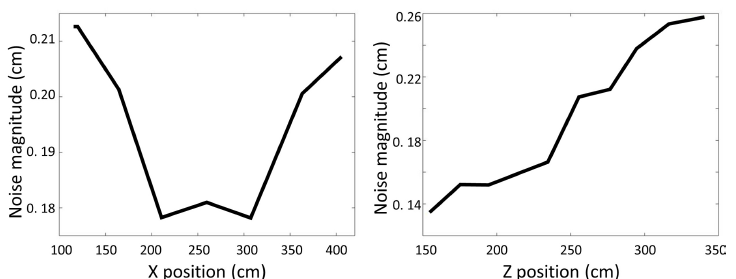 Noise magnitude (cm)
0.21
0.20
0.19
0.18
100 150 200 250 300 350 400
X position (cm)
Noise magnitude (cm)
0.26
0.22
0.18
0.14
150 200 250 300 350
Z position (cm)